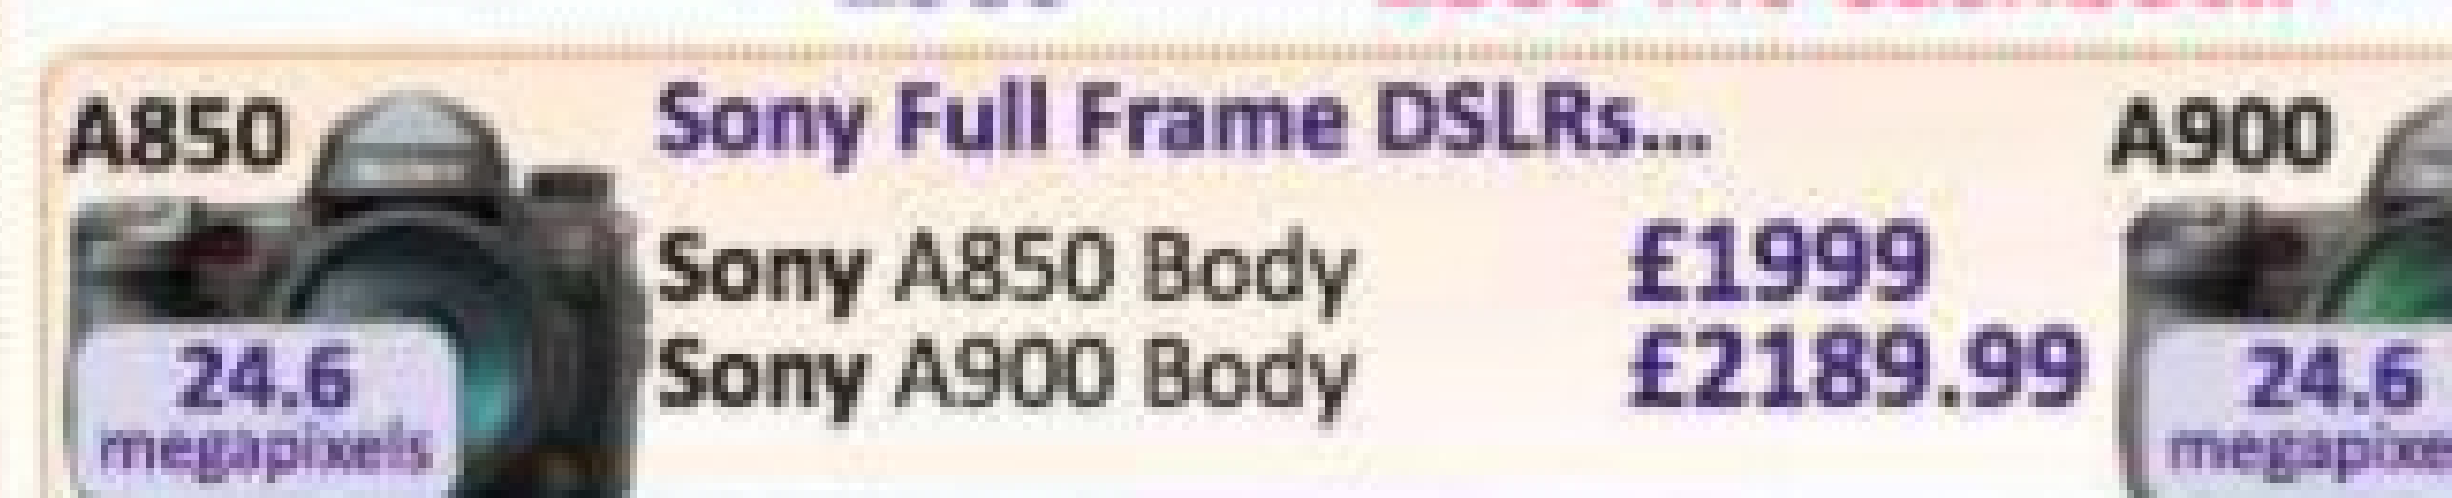 A850
Sony Full Frame DSLRs...
A900
Sony A850 Body £1999
Sony A900 Body £2189.99
24.6
megapixels
24.6